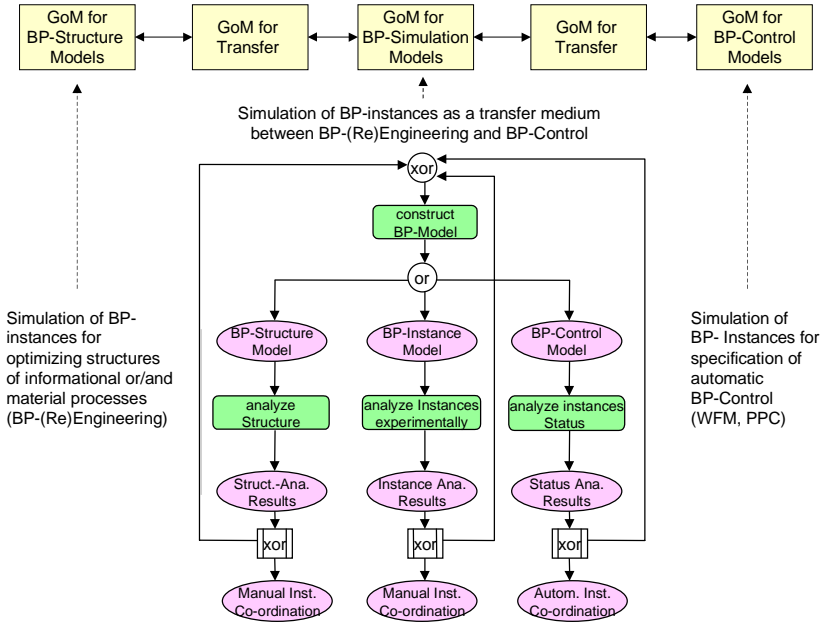 GoM for
BP-Structure
Models
GoM for
Transfer
GoM for
BP-Simulation
Models
GoM for
Transfer
GoM for
BP-Control
Models
Simulation of BP-instances as a transfer medium
between BP-(Re)Engineering and BP-Control
xor
construct
BP-Model
or
Simulation of BP-
instances for
optimizing structures
of informational or/and
material processes
(BP-(Re)Engineering)
BP-Structure
Model
BP-Instance
Model
BP-Control
Model
Simulation of
BP- Instances for
specification of
automatic
BP-Control
(WFM, PPC)
analyze
Structure
analyze Instances
experimentally
analyze instances
Status
Struct.-Ana.
Results
Instance Ana.
Results
Status Ana.
Results
xor
xor
xor
Manual Inst.
Co-ordination
Manual Inst.
Co-ordination
Autom. Inst.
Co-ordination